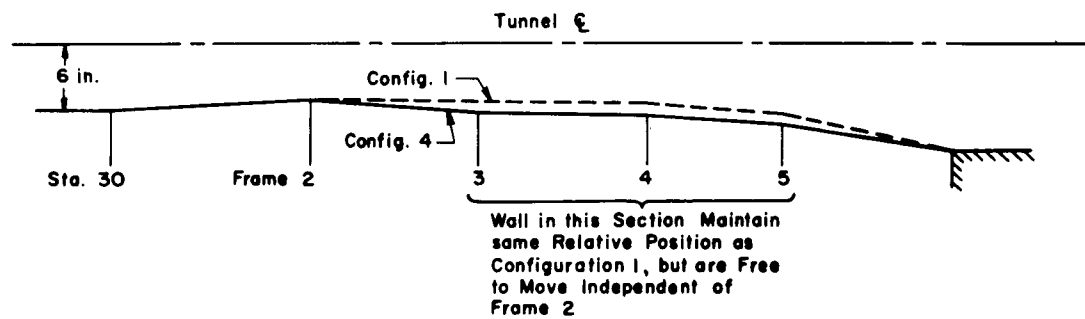 Tunnel ℄
6 in.
Config. 1
Config. 4
Sta. 30
Frame 2
3
4
5
Wall in this Section Maintain
same Relative Position as
Configuration 1, but are Free
to Move Independent of
Frame 2